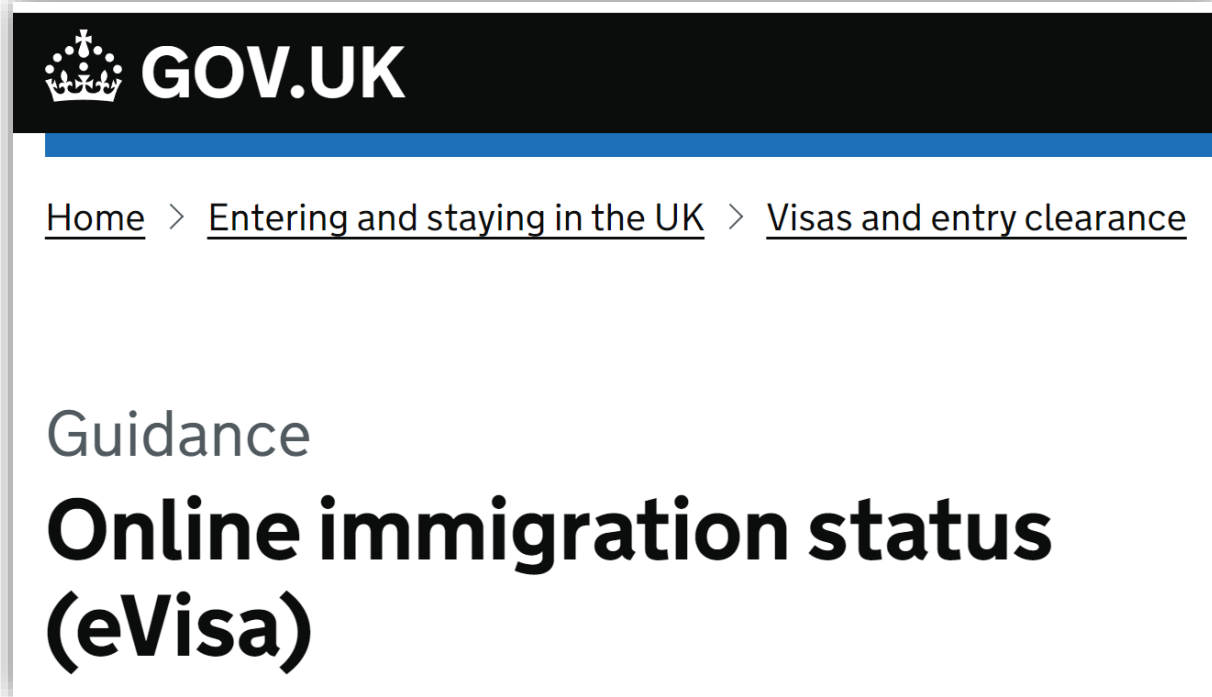 GOV.UK
Home > Entering and staying in the UK > Visas and entry clearance
Guidance
Online immigration status
(eVisa)